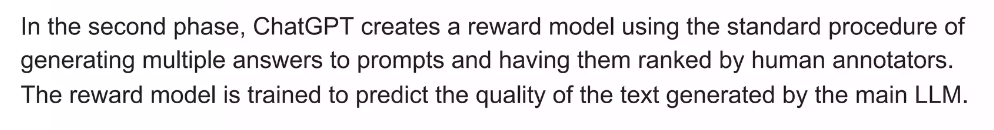 In the second phase, ChatGPT creates a reward model using the standard procedure of
generating multiple answers to prompts and having them ranked by human annotators.
The reward model is trained to predict the quality of the text generated by the main LLM.